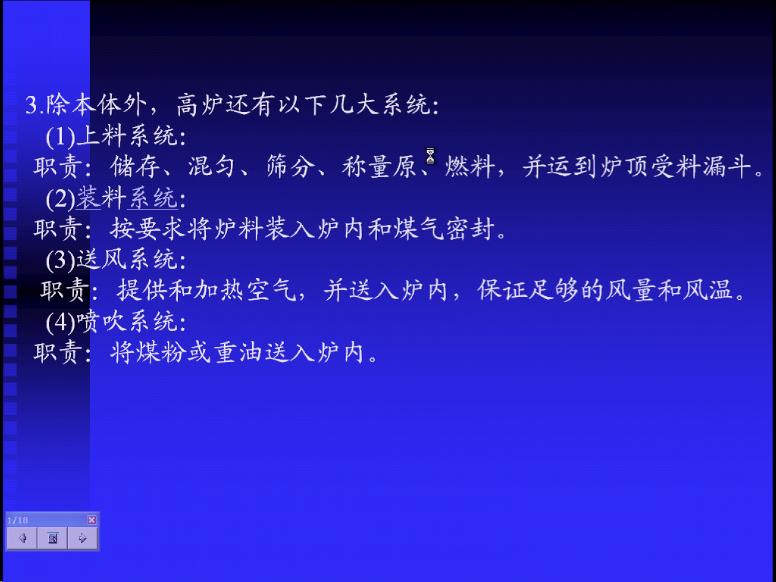 3.除本体外，高炉还有以下几大系统：
(1)上料系统：
职责：储存、混匀、筛分、称量原、燃料，并运到炉顶受料漏斗。
(2)装料系统：
职责：按要求将炉料装入炉内和煤气密封。
(3)送风系统：
职责：提供和加热空气，并送入炉内，保证足够的风量和风温。
(4)喷吹系统：
职责：将煤粉或重油送入炉内。
1/18